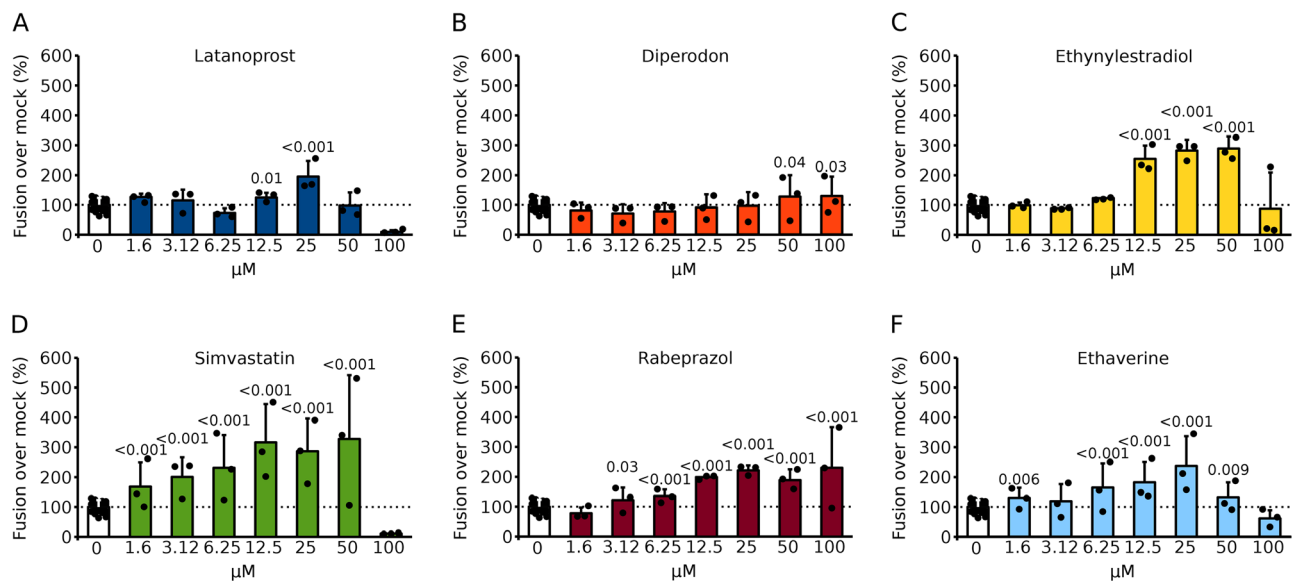 A
Latanoprost
Fusion over mock (%)
600
500
400
300
200
100
0
<0.001
0.01
0 1.6 3.12 6.25 12.5 25 50 100
µM
B
Diperodon
Fusion over mock (%)
600
500
400
300
200
100
0
0.04 0.03
0 1.6 3.12 6.25 12.5 25 50 100
µM
C
Ethynylestradiol
Fusion over mock (%)
600
500
400
300
200
100
0
<0.001
<0.001 <0.001
0 1.6 3.12 6.25 12.5 25 50 100
µM
D
Simvastatin
Fusion over mock (%)
600
500
400
300
200
100
0
<0.001 <0.001 <0.001 <0.001 <0.001 <0.001
0 1.6 3.12 6.25 12.5 25 50 100
µM
E
Rabeprazol
Fusion over mock (%)
600
500
400
300
200
100
0
0.03 <0.001 <0.001 <0.001 <0.001 <0.001
0 1.6 3.12 6.25 12.5 25 50 100
µM
F
Ethaverine
Fusion over mock (%)
600
500
400
300
200
100
0
0.006 <0.001 <0.001 <0.001 0.009
0 1.6 3.12 6.25 12.5 25 50 100
µM